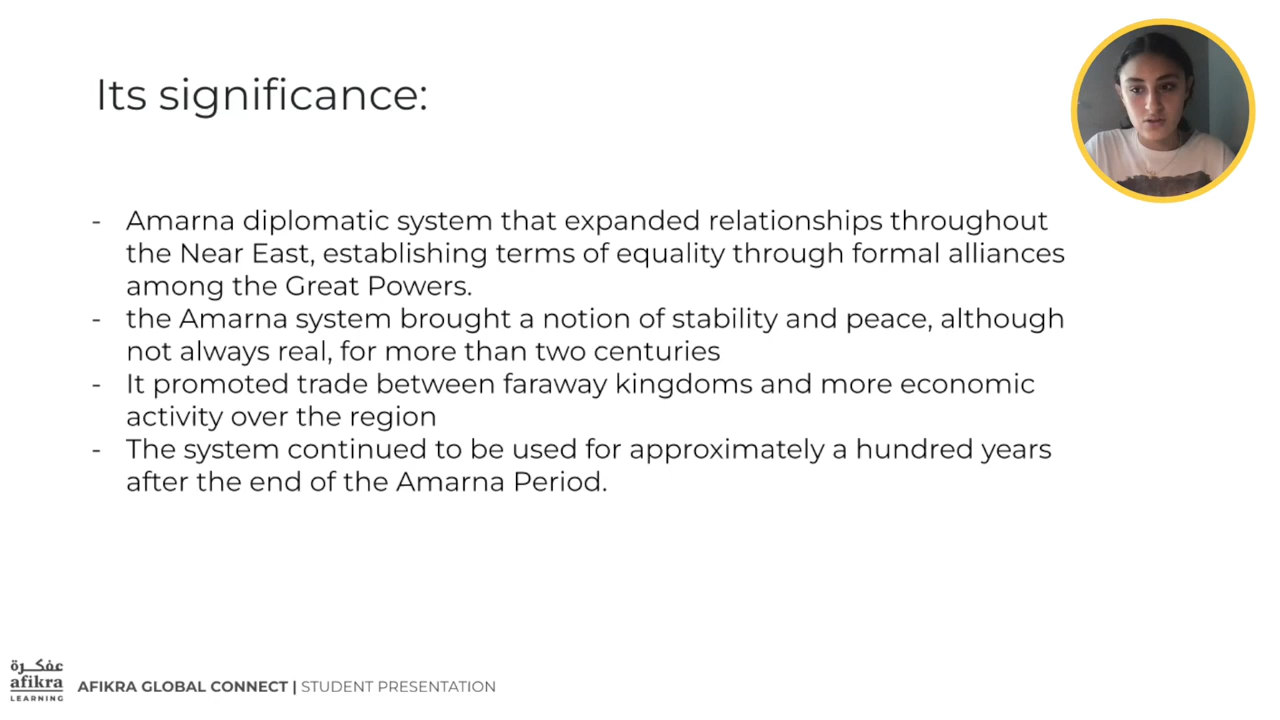 Its significance:
- Amarna diplomatic system that expanded relationships throughout
the Near East, establishing terms of equality through formal alliances
among the Great Powers.
- the Amarna system brought a notion of stability and peace, although
not always real, for more than two centuries
- It promoted trade between faraway kingdoms and more economic
activity over the region
- The system continued to be used for approximately a hundred years
after the end of the Amarna Period.
عفكرة
afikra
LEARNING
AFIKRA GLOBAL CONNECT | STUDENT PRESENTATION